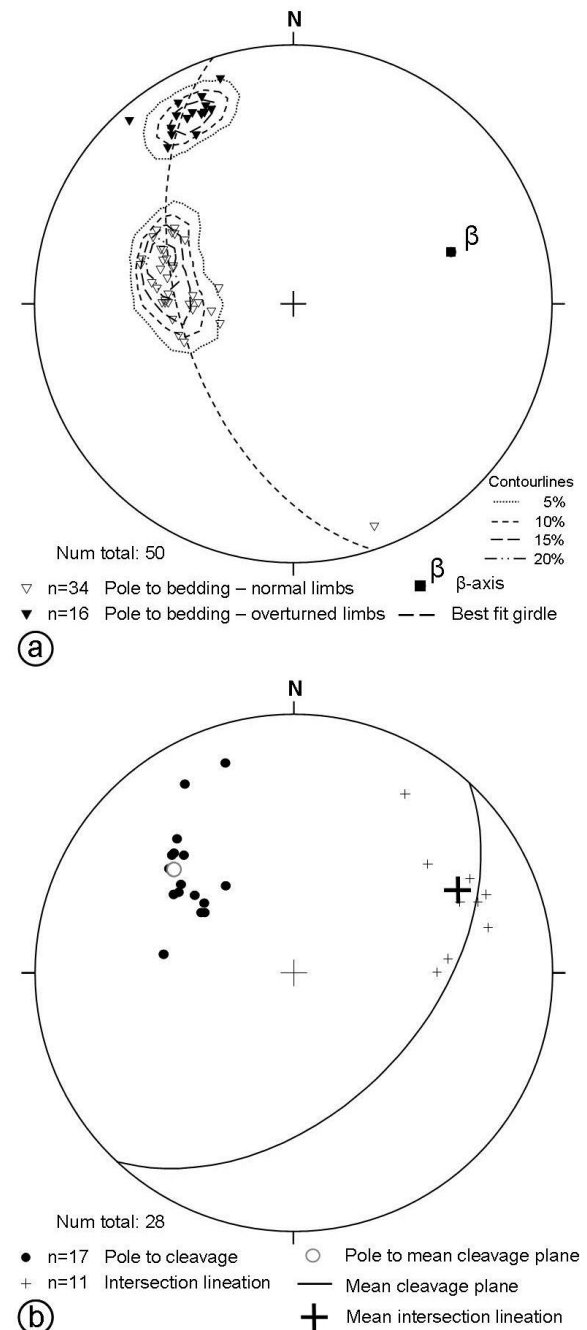 N
β
Contourlines
5%
10%
15%
20%
Num total: 50
β
β-axis
n=34 Pole to bedding – normal limbs
n=16 Pole to bedding – overturned limbs
Best fit girdle
a
N
Num total: 28
n=17 Pole to cleavage
Pole to mean cleavage plane
n=11 Intersection lineation
Mean cleavage plane
Mean intersection lineation
b